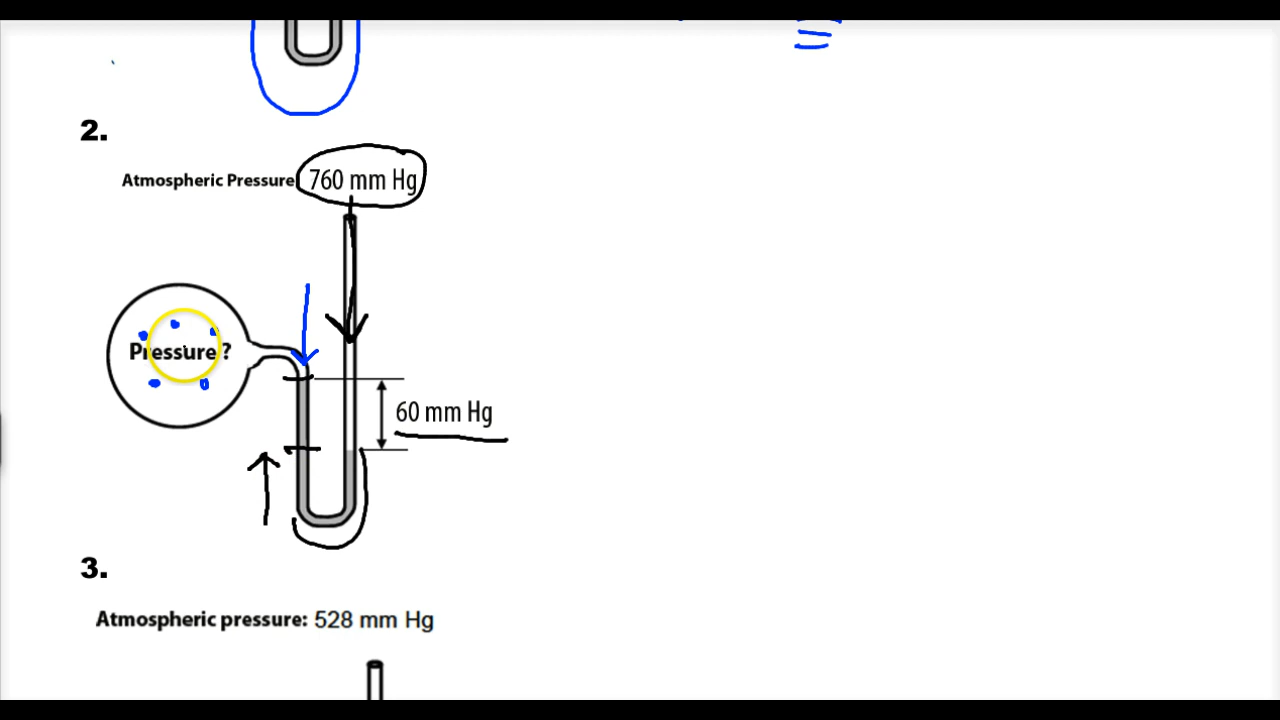 2.
Atmospheric Pressure 760 mm Hg
Pressure ?
60 mm Hg
3.
Atmospheric pressure: 528 mm Hg